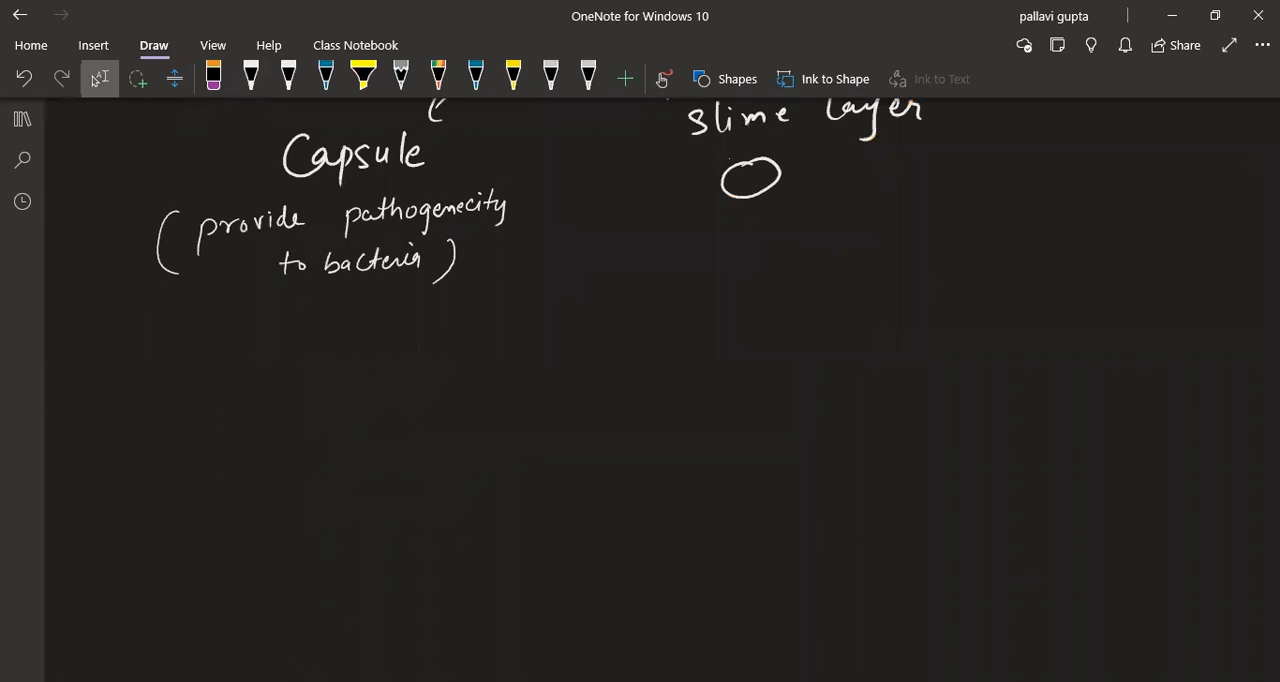 OneNote for Windows 10
pallavi gupta
Home Insert Draw View Help Class Notebook
Share
Shapes Ink to Shape Ink to Text
slime layer
Capsule
(provide pathogenecity
to bacteria)